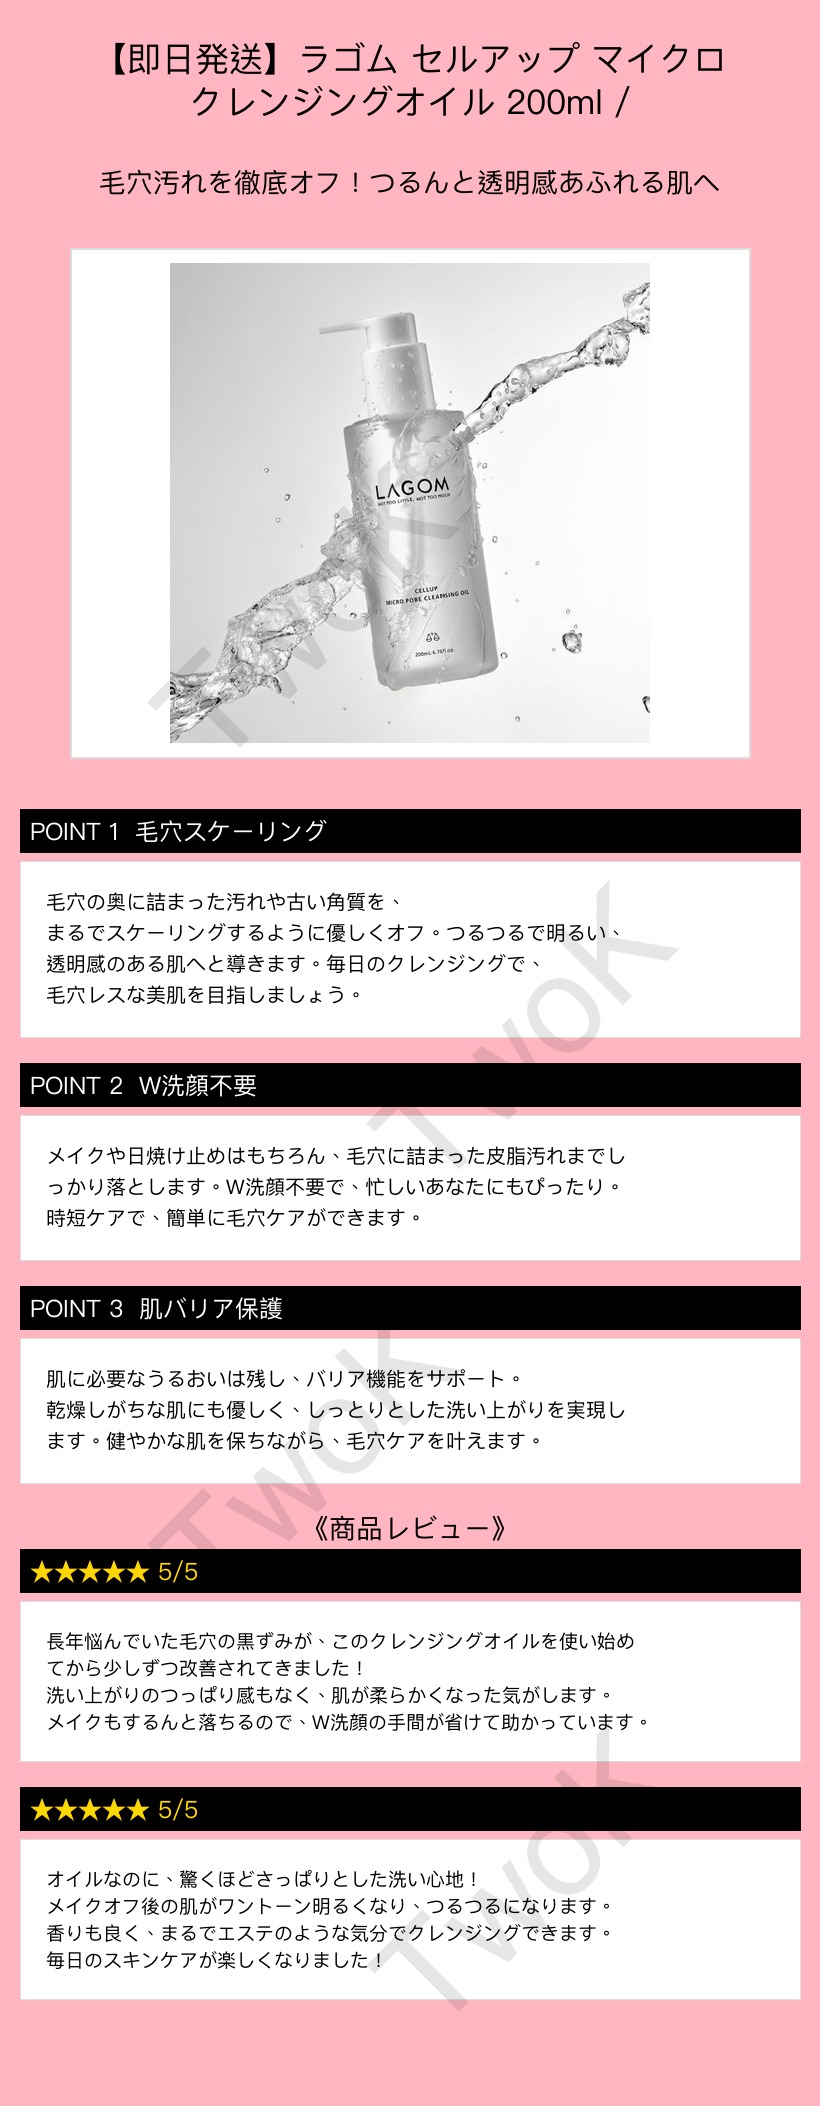 【即日発送】ラゴム セルアップ マイクロ
クレンジングオイル 200ml /
毛穴汚れを徹底オフ！つるんと透明感あふれる肌へ
LAGOM
NOT TOO LITTLE, NOT TOO MUCH
CELLUP
MICRO PORE CLEANSING OIL
200mL·6.76fl.oz.
TwoK
POINT 1 毛穴スケーリング
毛穴の奥に詰まった汚れや古い角質を、
まるでスケーリングするように優しくオフ。つるつるで明るい、
透明感のある肌へと導きます。毎日のクレンジングで、
毛穴レスな美肌を目指しましょう。
TwoK
POINT 2 W洗顔不要
メイクや日焼け止めはもちろん、毛穴に詰まった皮脂汚れまでし
っかり落とします。W洗顔不要で、忙しいあなたにもぴったり。
時短ケアで、簡単に毛穴ケアができます。
POINT 3 肌バリア保護
肌に必要なうるおいは残し、バリア機能をサポート。
乾燥しがちな肌にも優しく、しっとりとした洗い上がりを実現し
ます。健やかな肌を保ちながら、毛穴ケアを叶えます。
TwoK
《商品レビュー》
★★★★★ 5/5
長年悩んでいた毛穴の黒ずみが、このクレンジングオイルを使い始め
てから少しずつ改善されてきました！
洗い上がりのつっぱり感もなく、肌が柔らかくなった気がします。
メイクもするんと落ちるので、W洗顔の手間が省けて助かっています。
★★★★★ 5/5
オイルなのに、驚くほどさっぱりとした洗い心地！
メイクオフ後の肌がワントーン明るくなり、つるつるになります。
香りも良く、まるでエステのような気分でクレンジングできます。
毎日のスキンケアが楽しくなりました！
TwoK